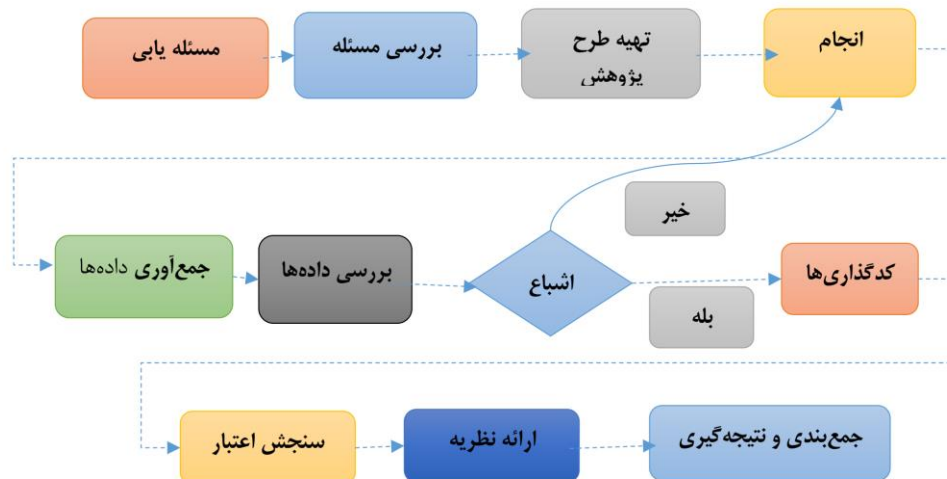 مسئله یابی
بررسی مسئله
تهیه طرح
پژوهش
انجام
خیر
جمع‌آوری داده‌ها
بررسی داده‌ها
اشباع
کدگذاری‌ها
بله
سنجش اعتبار
ارائه نظریه
جمع‌بندی و نتیجه‌گیری